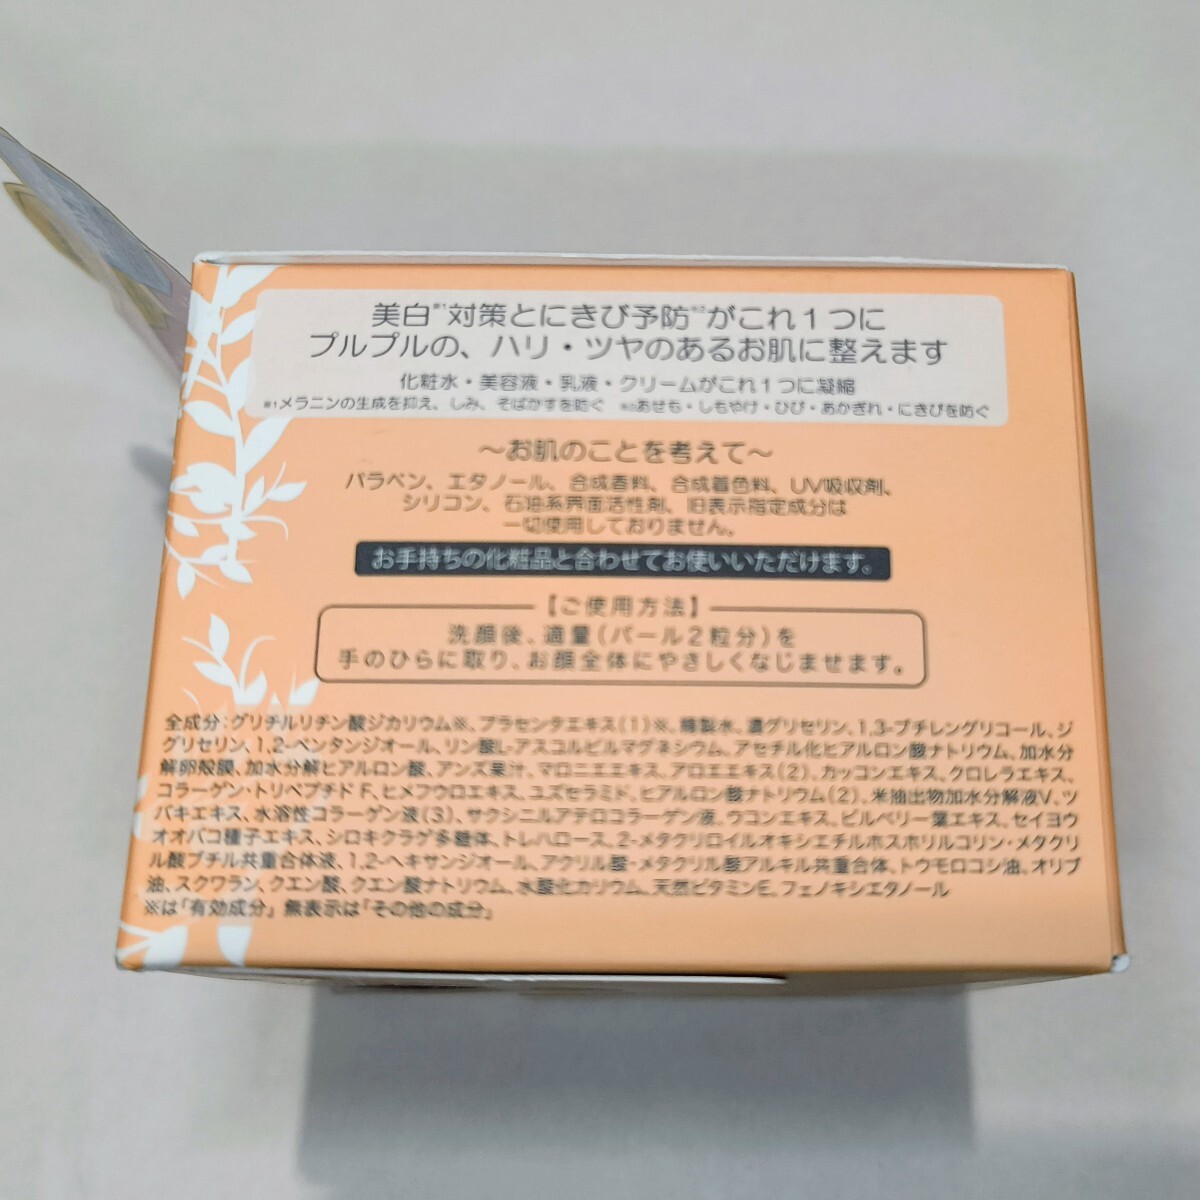 美白※1対策とにきび予防※2がこれ1つに
プルプルの、ハリ・ツヤのあるお肌に整えます
化粧水・美容液・乳液・クリームがこれ1つに凝縮
※1メラニンの生成を抑え、しみ、そばかすを防ぐ ※2あせも・しもやけ・ひび・あかぎれ・にきびを防ぐ
～お肌のことを考えて～
パラベン、エタノール、合成香料、合成着色料、UV吸収剤、
シリコン、石油系界面活性剤、旧表示指定成分は
一切使用しておりません。
お手持ちの化粧品と合わせてお使いいただけます。
【ご使用方法】
洗顔後、適量(パール2粒分)を
手のひらに取り、お顔全体にやさしくなじませます。
全成分:グリチルリチン酸ジカリウム※、プラセンタエキス(1)※、精製水、濃グリセリン、1,3-ブチレングリコール、ジ
グリセリン、1,2-ペンタンジオール、リン酸L-アスコルビルマグネシウム、アセチル化ヒアルロン酸ナトリウム、加水分
解卵殻膜、加水分解ヒアルロン酸、アンズ果汁、マロニエエキス、アロエエキス(2)、カッコンエキス、クロレラエキス、
コラーゲン・トリペプチド F、ヒメフウロエキス、ユズセラミド、ヒアルロン酸ナトリウム(2)、米抽出物加水分解液V、ツ
バキエキス、水溶性コラーゲン液(3)、サクシニルアテロコラーゲン液、ウコンエキス、ビルベリー葉エキス、セイヨウ
オオバコ種子エキス、シロキクラゲ多糖体、トレハロース、2-メタクリロイルオキシエチルホスホリルコリン・メタクリ
ル酸ブチル共重合体液、1,2-ヘキサンジオール、アクリル酸・メタクリル酸アルキル共重合体、トウモロコシ油、オリブ
油、スクワラン、クエン酸、クエン酸ナトリウム、水酸化カリウム、天然ビタミンE、フェノキシエタノール
※は「有効成分」無表示は「その他の成分」